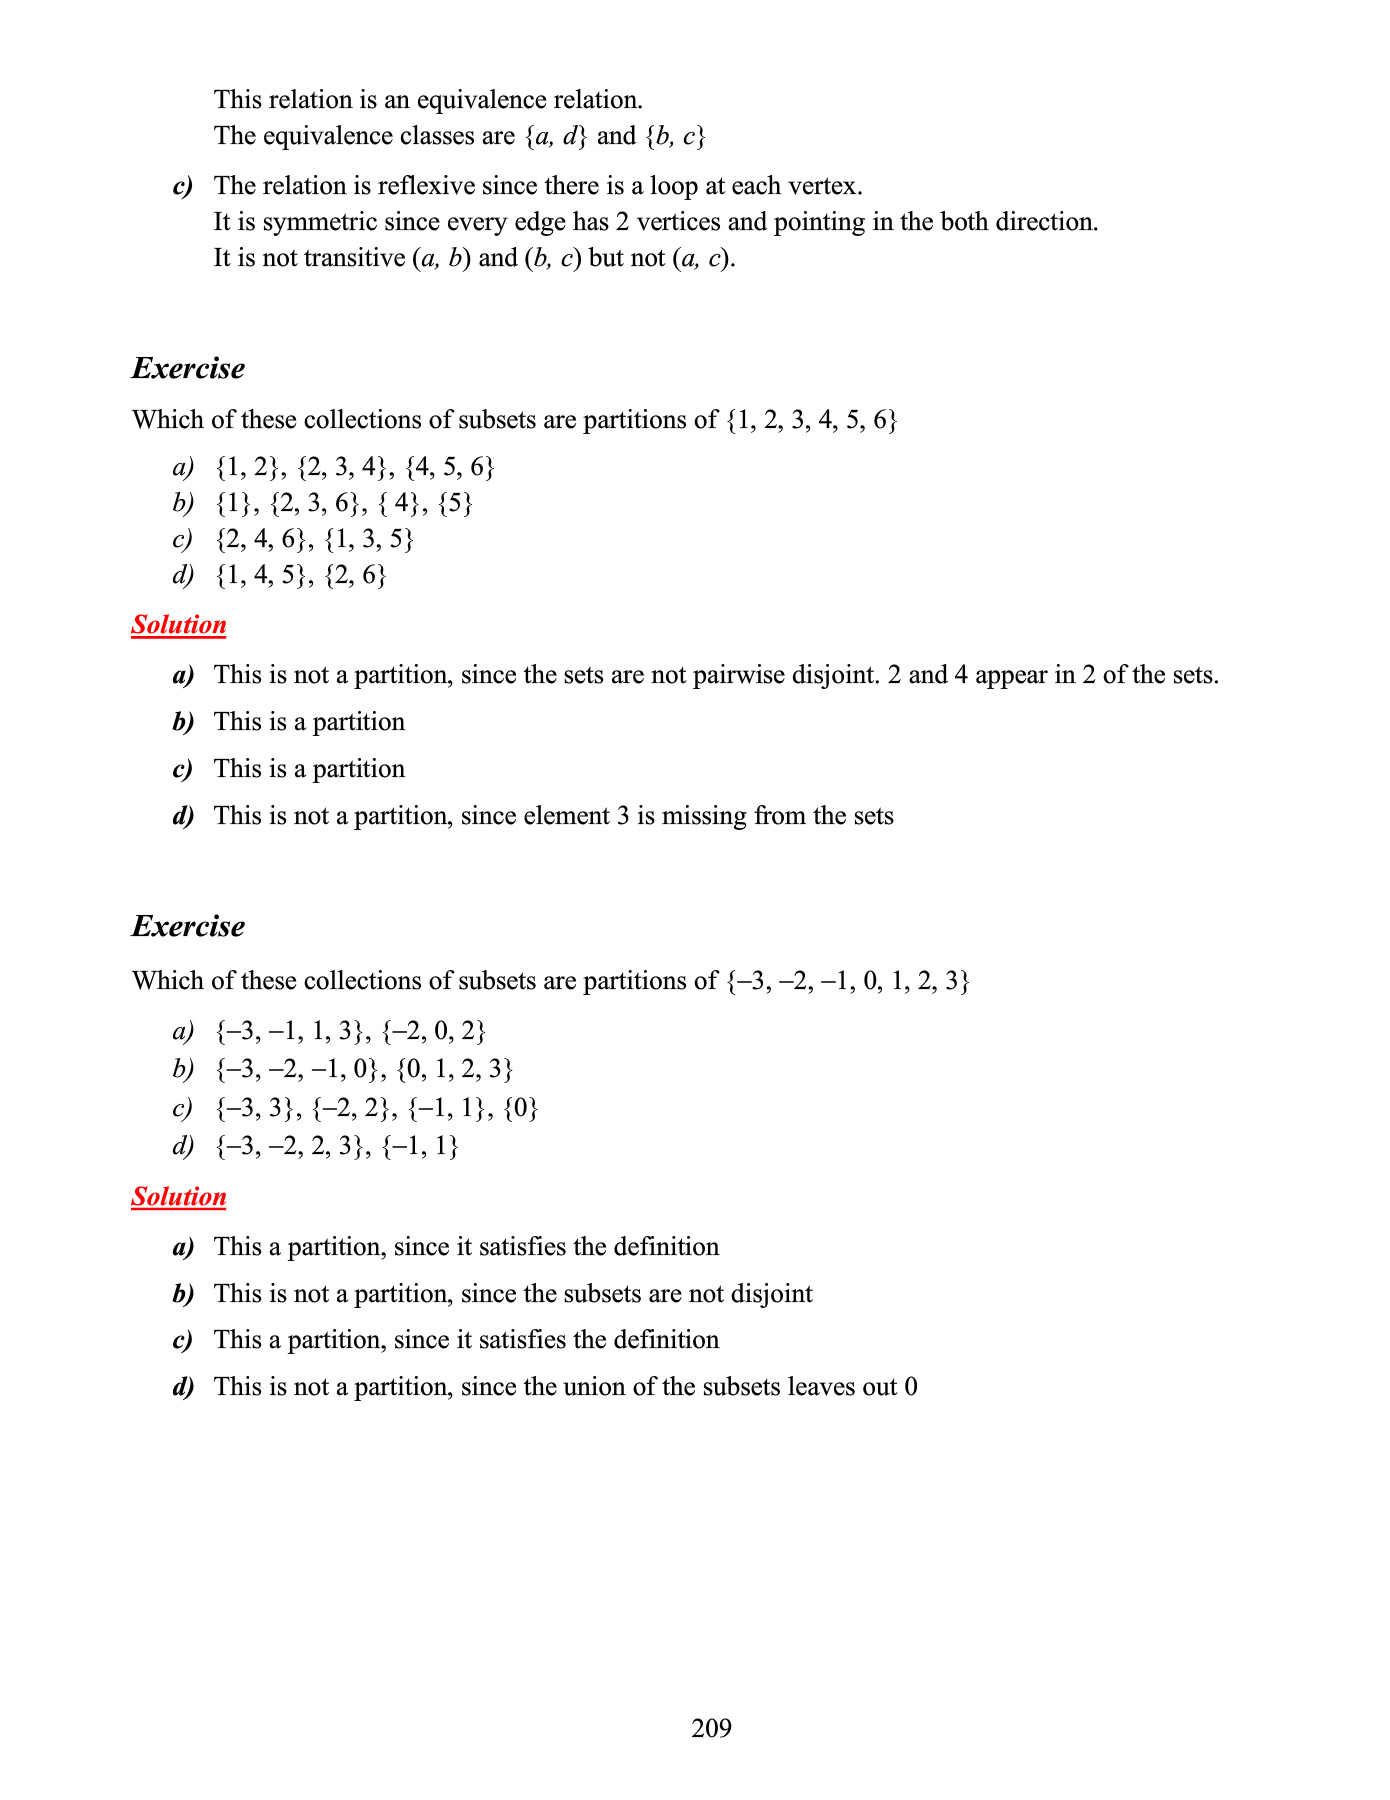 This relation is an equivalence relation.
The equivalence classes are {a, d} and {b, c}
c) The relation is reflexive since there is a loop at each vertex.
It is symmetric since every edge has 2 vertices and pointing in the both direction.
It is not transitive (a, b) and (b, c) but not (a, c).
Exercise
Which of these collections of subsets are partitions of {1, 2, 3, 4, 5, 6}
a) {1, 2}, {2, 3, 4}, {4, 5, 6}
b) {1}, {2, 3, 6}, { 4}, {5}
c) {2, 4, 6}, {1, 3, 5}
d) {1, 4, 5}, {2, 6}
Solution
a) This is not a partition, since the sets are not pairwise disjoint. 2 and 4 appear in 2 of the sets.
b) This is a partition
c) This is a partition
d) This is not a partition, since element 3 is missing from the sets
Exercise
Which of these collections of subsets are partitions of {–3, –2, –1, 0, 1, 2, 3}
a) {–3, –1, 1, 3}, {–2, 0, 2}
b) {–3, –2, –1, 0}, {0, 1, 2, 3}
c) {–3, 3}, {–2, 2}, {–1, 1}, {0}
d) {–3, –2, 2, 3}, {–1, 1}
Solution
a) This a partition, since it satisfies the definition
b) This is not a partition, since the subsets are not disjoint
c) This a partition, since it satisfies the definition
d) This is not a partition, since the union of the subsets leaves out 0
209